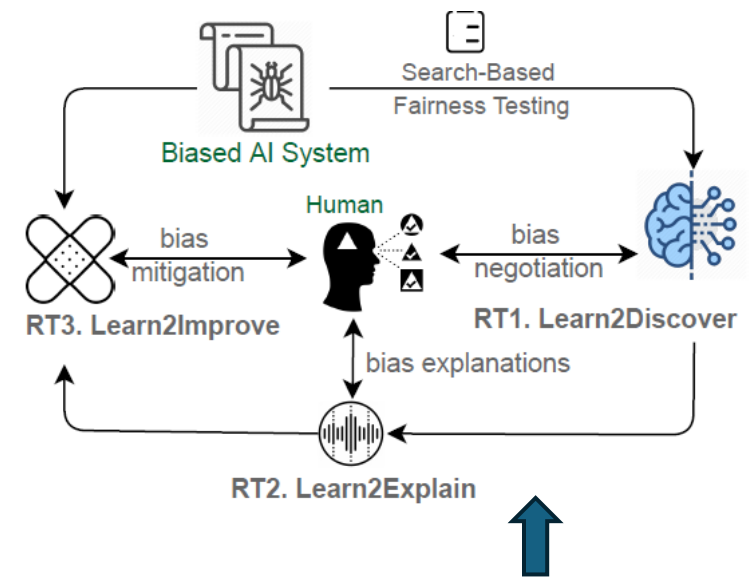 Search-Based
Fairness Testing
Biased AI System
Human
bias
mitigation
bias
negotiation
RT3. Learn2Improve
RT1. Learn2Discover
bias explanations
RT2. Learn2Explain